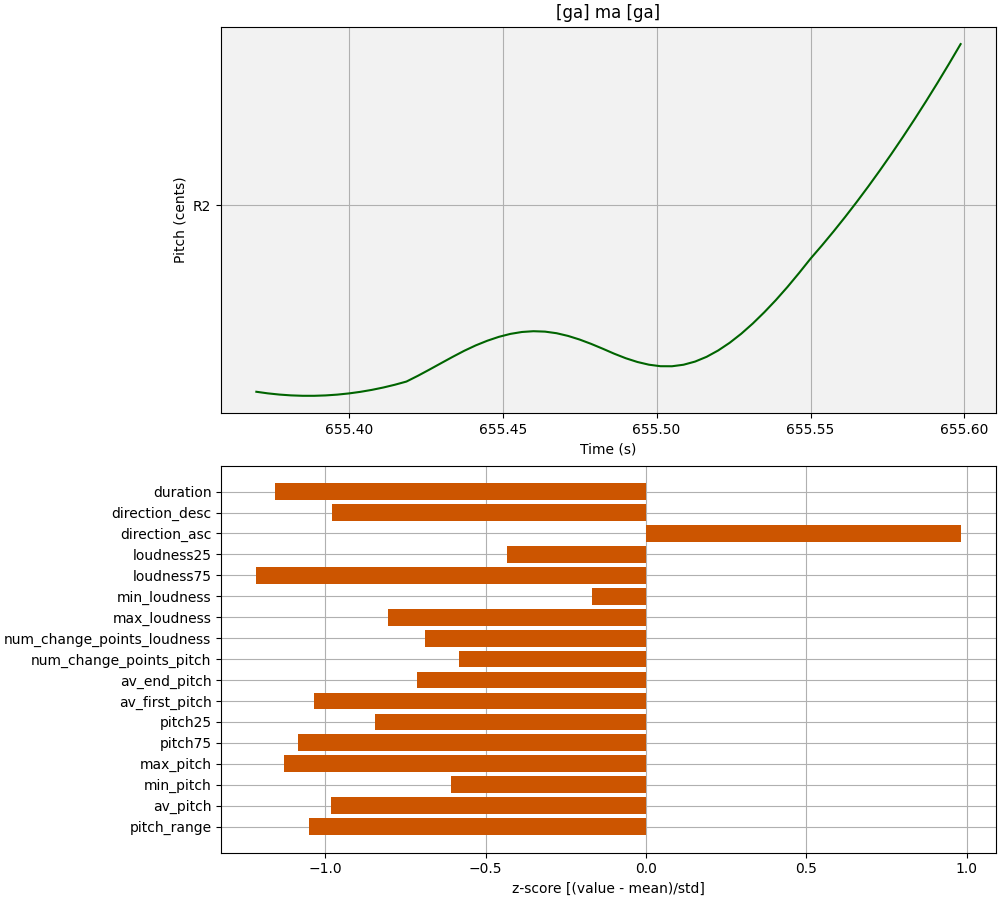 [ga] ma [ga]
Pitch (cents)
R2
655.40 655.45 655.50 655.55 655.60
Time (s)
duration
direction_desc
direction_asc
loudness25
loudness75
min_loudness
max_loudness
num_change_points_loudness
num_change_points_pitch
av_end_pitch
av_first_pitch
pitch25
pitch75
max_pitch
min_pitch
av_pitch
pitch_range
−1.0 −0.5 0.0 0.5 1.0
z-score [(value - mean)/std]